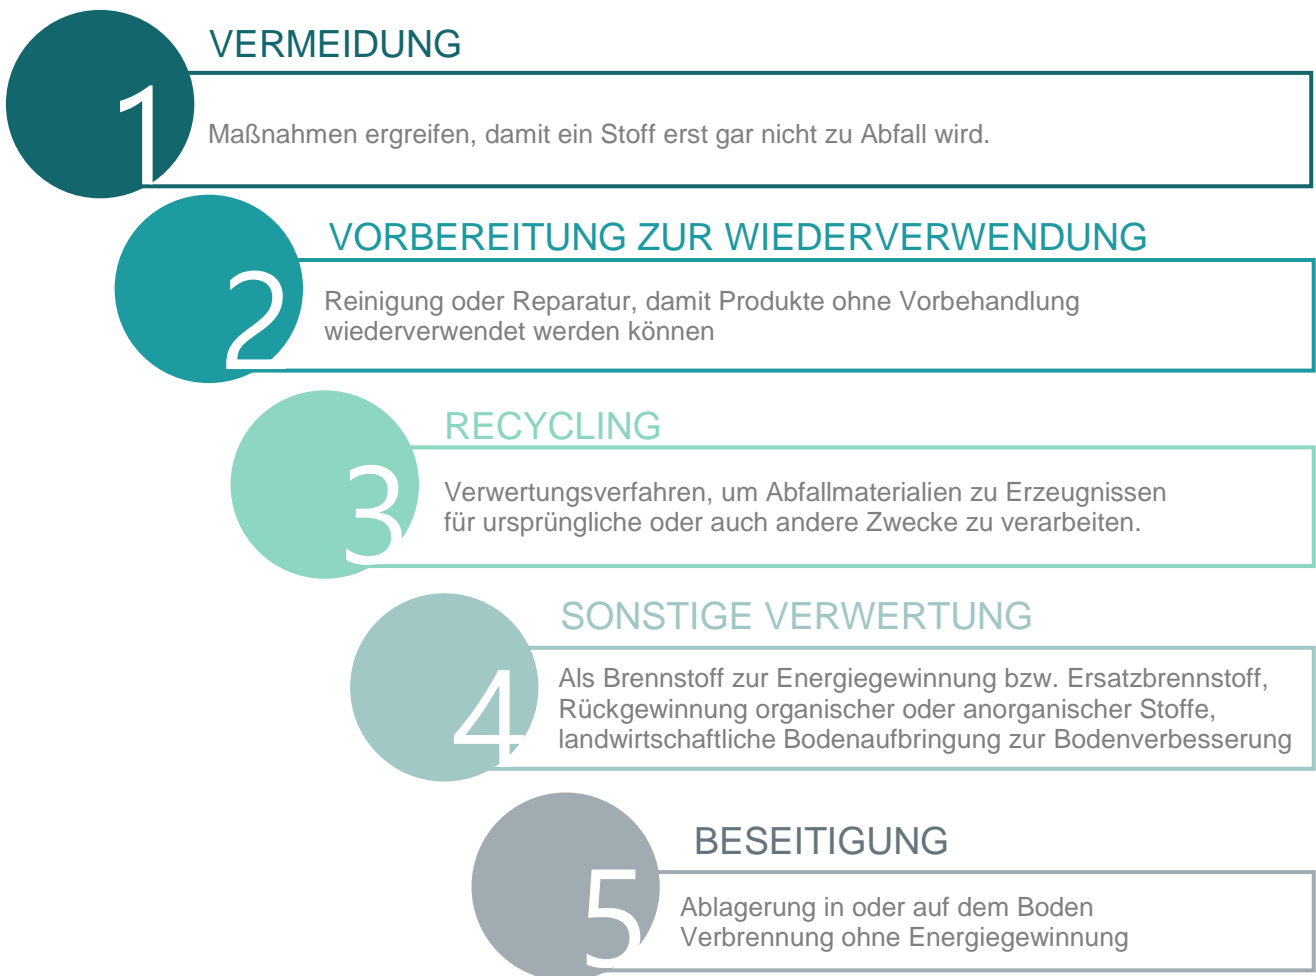 1
VERMEIDUNG
Maßnahmen ergreifen, damit ein Stoff erst gar nicht zu Abfall wird.
2
VORBEREITUNG ZUR WIEDERVERWENDUNG
Reinigung oder Reparatur, damit Produkte ohne Vorbehandlung
wiederverwendet werden können
3
RECYCLING
Verwertungsverfahren, um Abfallmaterialien zu Erzeugnissen
für ursprüngliche oder auch andere Zwecke zu verarbeiten.
4
SONSTIGE VERWERTUNG
Als Brennstoff zur Energiegewinnung bzw. Ersatzbrennstoff,
Rückgewinnung organischer oder anorganischer Stoffe,
landwirtschaftliche Bodenaufbringung zur Bodenverbesserung
5
BESEITIGUNG
Ablagerung in oder auf dem Boden
Verbrennung ohne Energiegewinnung